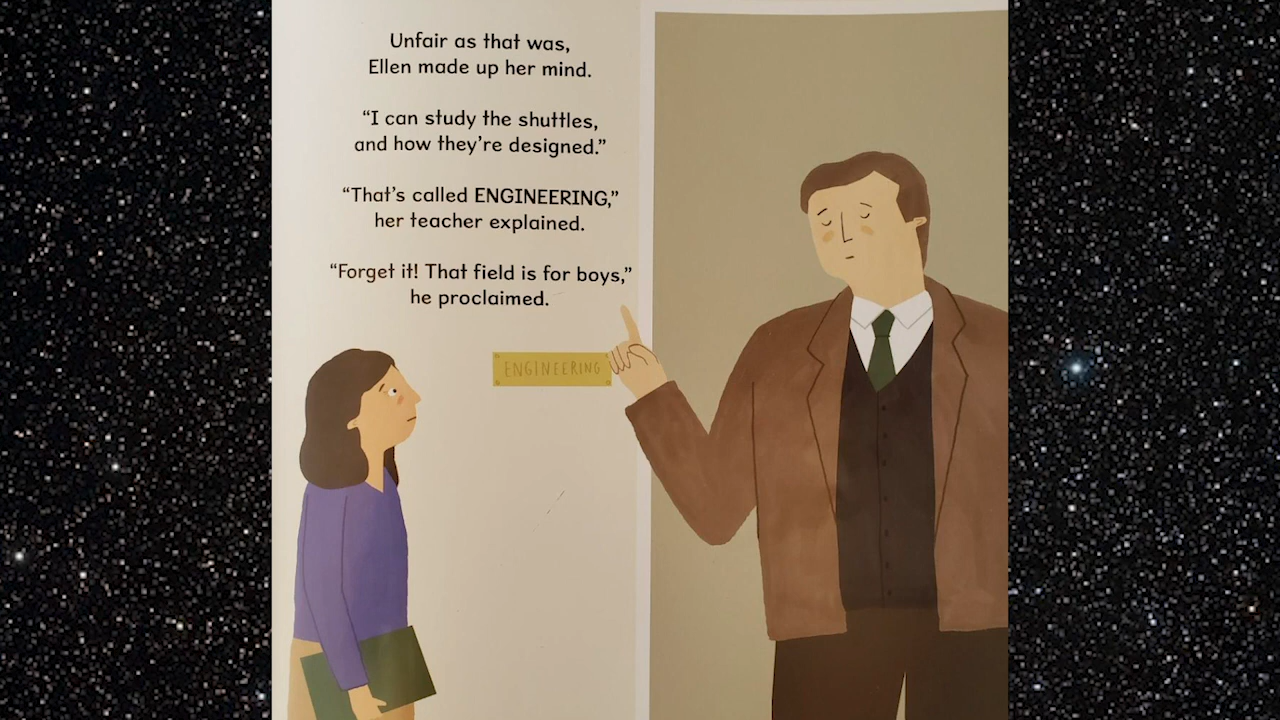 Unfair as that was,
Ellen made up her mind.
“I can study the shuttles,
and how they’re designed.”
“That’s called ENGINEERING,”
her teacher explained.
“Forget it! That field is for boys,”
he proclaimed.
ENGINEERING